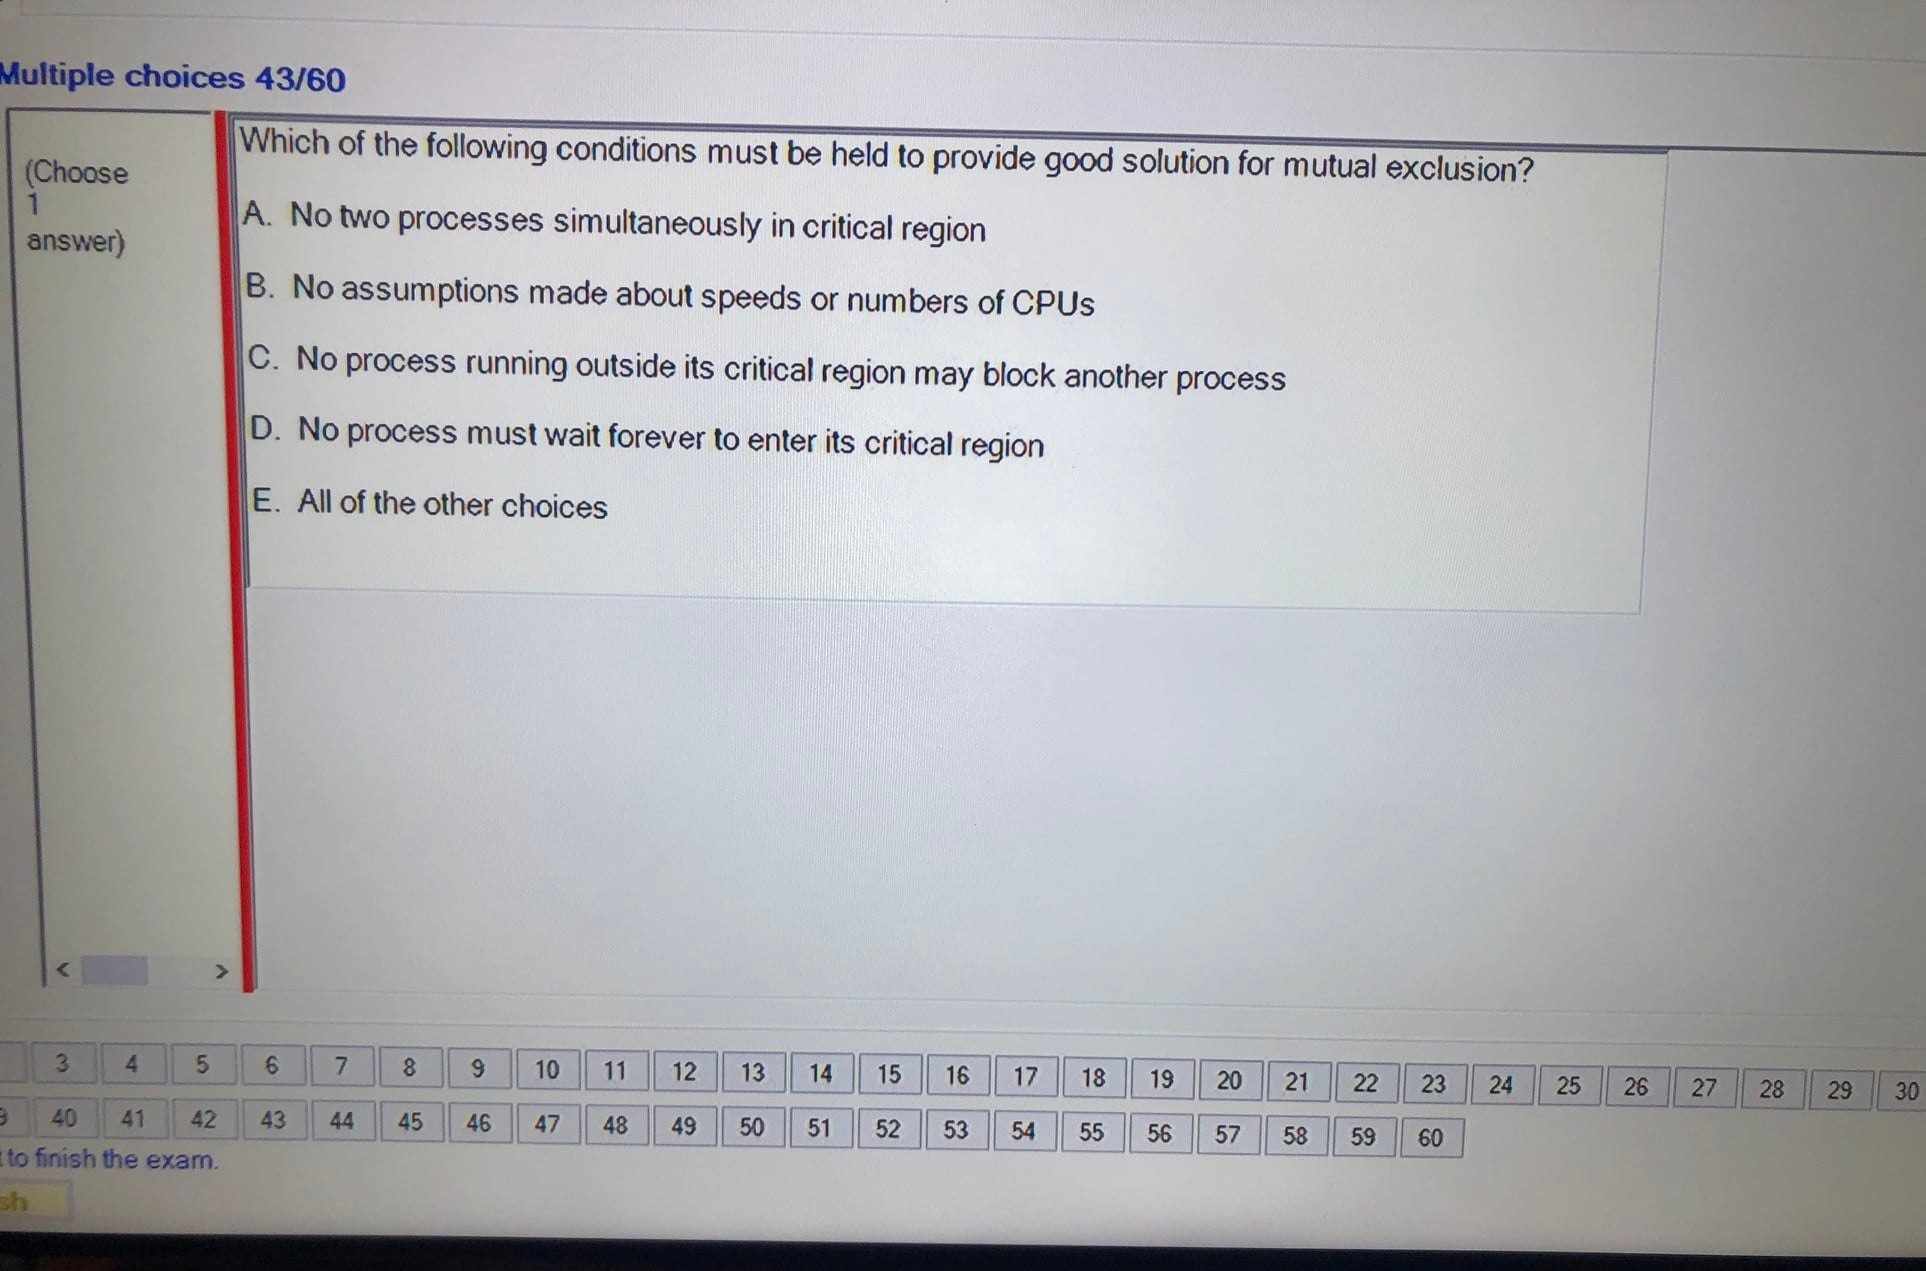 Multiple choices 43/60
(Choose
1
answer)
Which of the following conditions must be held to provide good solution for mutual exclusion?
A. No two processes simultaneously in critical region
B. No assumptions made about speeds or numbers of CPUs
C. No process running outside its critical region may block another process
D. No process must wait forever to enter its critical region
E. All of the other choices
< >
3 4 5 6 7 8 9 10 11 12 13 14 15 16 17 18 19 20 21 22 23 24 25 26 27 28 29 30
40 41 42 43 44 45 46 47 48 49 50 51 52 53 54 55 56 57 58 59 60
to finish the exam.
sh